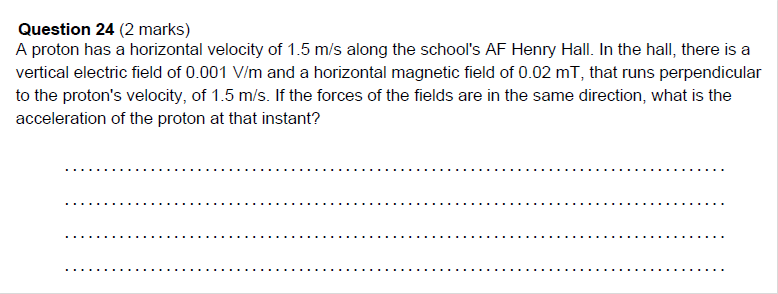 Question 24 (2 marks)
A proton has a horizontal velocity of 1.5 m/s along the school's AF Henry Hall. In the hall, there is a
vertical electric field of 0.001 V/m and a horizontal magnetic field of 0.02 mT, that runs perpendicular
to the proton's velocity, of 1.5 m/s. If the forces of the fields are in the same direction, what is the
acceleration of the proton at that instant?